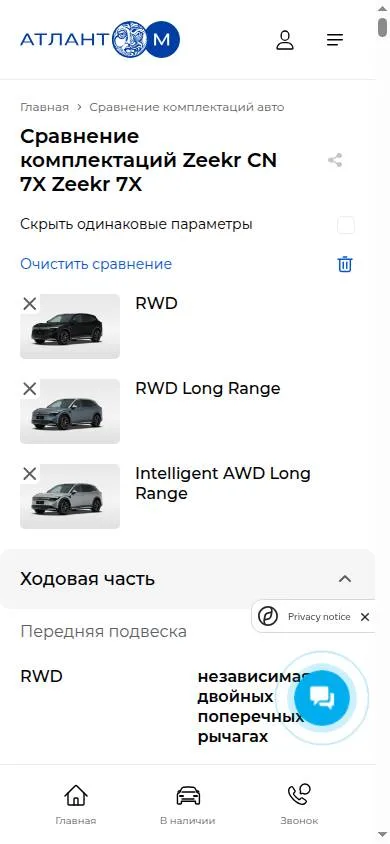 АТЛАНТ М
Главная > Сравнение комплектаций авто
Сравнение
комплектаций Zeekr CN
7X Zeekr 7X
Скрыть одинаковые параметры
Очистить сравнение
RWD
RWD Long Range
Intelligent AWD Long
Range
Ходовая часть
Privacy notice
Передняя подвеска
RWD
независимая
двойных
поперечных
рычагах
Главная
В наличии
Звонок